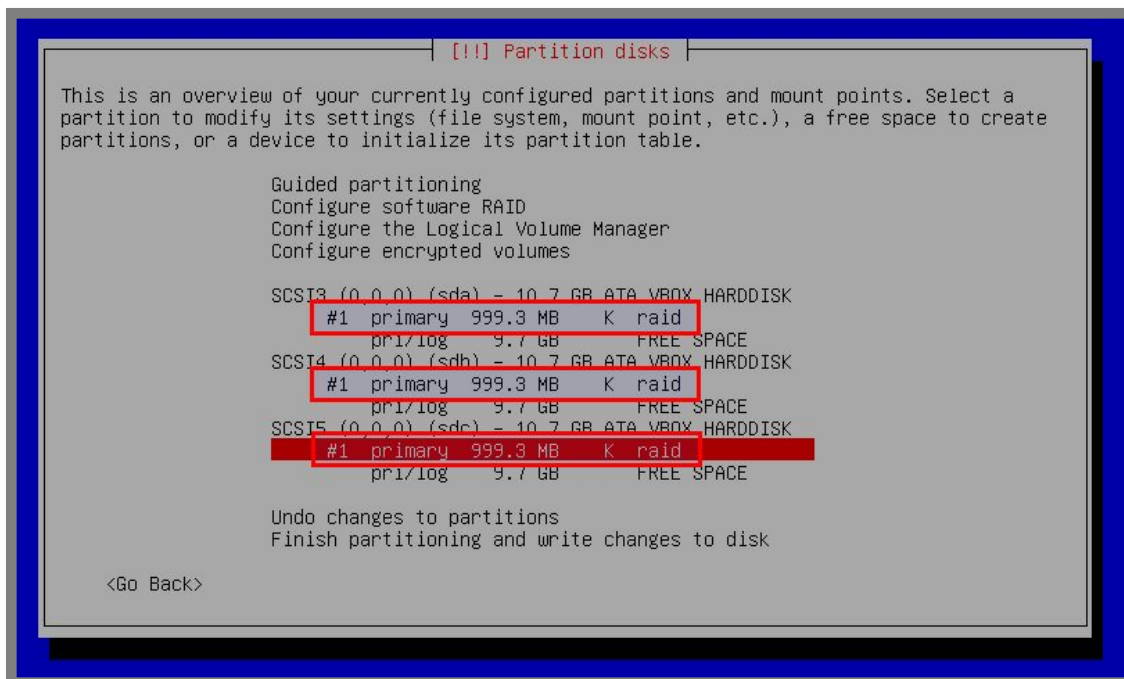 [!!] Partition disks
This is an overview of your currently configured partitions and mount points. Select a
partition to modify its settings (file system, mount point, etc.), a free space to create
partitions, or a device to initialize its partition table.
Guided partitioning
Configure software RAID
Configure the Logical Volume Manager
Configure encrypted volumes
SCSI3 (0,0,0) (sda) - 10.7 GB ATA VBOX HARDDISK
#1 primary 999.3 MB K raid
pri/log 9.7 GB FREE SPACE
SCSI4 (0,0,0) (sdb) - 10.7 GB ATA VBOX HARDDISK
#1 primary 999.3 MB K raid
pri/log 9.7 GB FREE SPACE
SCSI5 (0,0,0) (sdc) - 10.7 GB ATA VBOX HARDDISK
#1 primary 999.3 MB K raid
pri/log 9.7 GB FREE SPACE
Undo changes to partitions
Finish partitioning and write changes to disk
<Go Back>